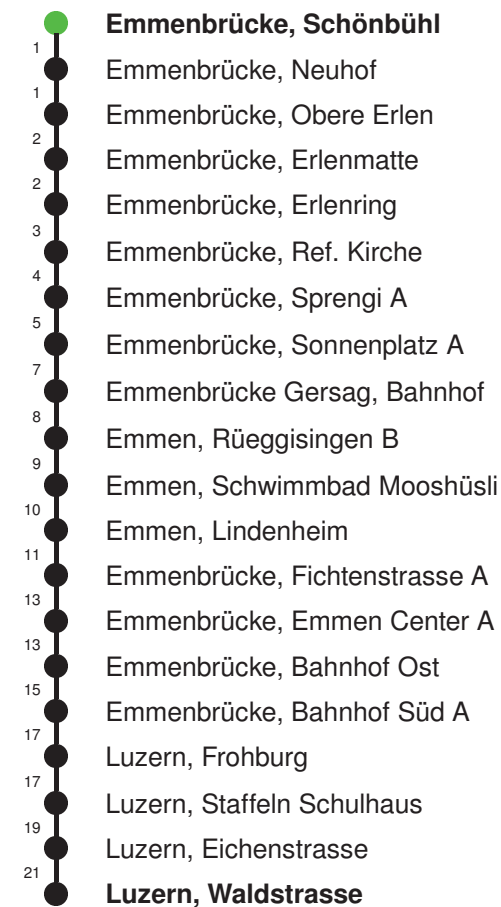 Emmenbrücke, Schönbühl
1
Emmenbrücke, Neuhof
1
Emmenbrücke, Obere Erlen
2
Emmenbrücke, Erlenmatte
2
Emmenbrücke, Erlenring
3
Emmenbrücke, Ref. Kirche
4
Emmenbrücke, Sprengi A
5
Emmenbrücke, Sonnenplatz A
7
Emmenbrücke Gersag, Bahnhof
8
Emmen, Rüeggisingen B
9
Emmen, Schwimmbad Mooshüsli
10
Emmen, Lindenheim
11
Emmenbrücke, Fichtenstrasse A
13
Emmenbrücke, Emmen Center A
13
Emmenbrücke, Bahnhof Ost
15
Emmenbrücke, Bahnhof Süd A
17
Luzern, Frohburg
17
Luzern, Staffeln Schulhaus
19
Luzern, Eichenstrasse
21
Luzern, Waldstrasse